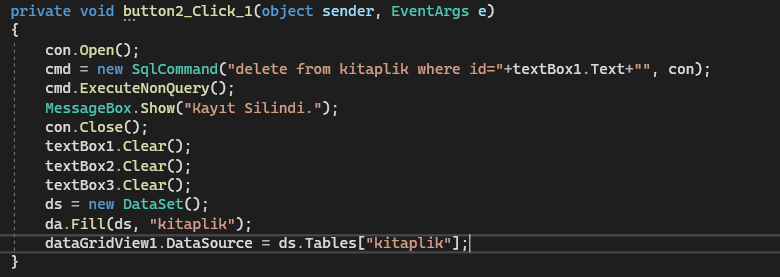 private void button2_Click_1(object sender, EventArgs e)
{
con.Open();
cmd = new SqlCommand("delete from kitaplik where id="+textBox1.Text+"", con);
cmd.ExecuteNonQuery();
MessageBox.Show("Kayıt Silindi.");
con.Close();
textBox1.Clear();
textBox2.Clear();
textBox3.Clear();
ds = new DataSet();
da.Fill(ds, "kitaplik");
dataGridView1.DataSource = ds.Tables["kitaplik"];
}